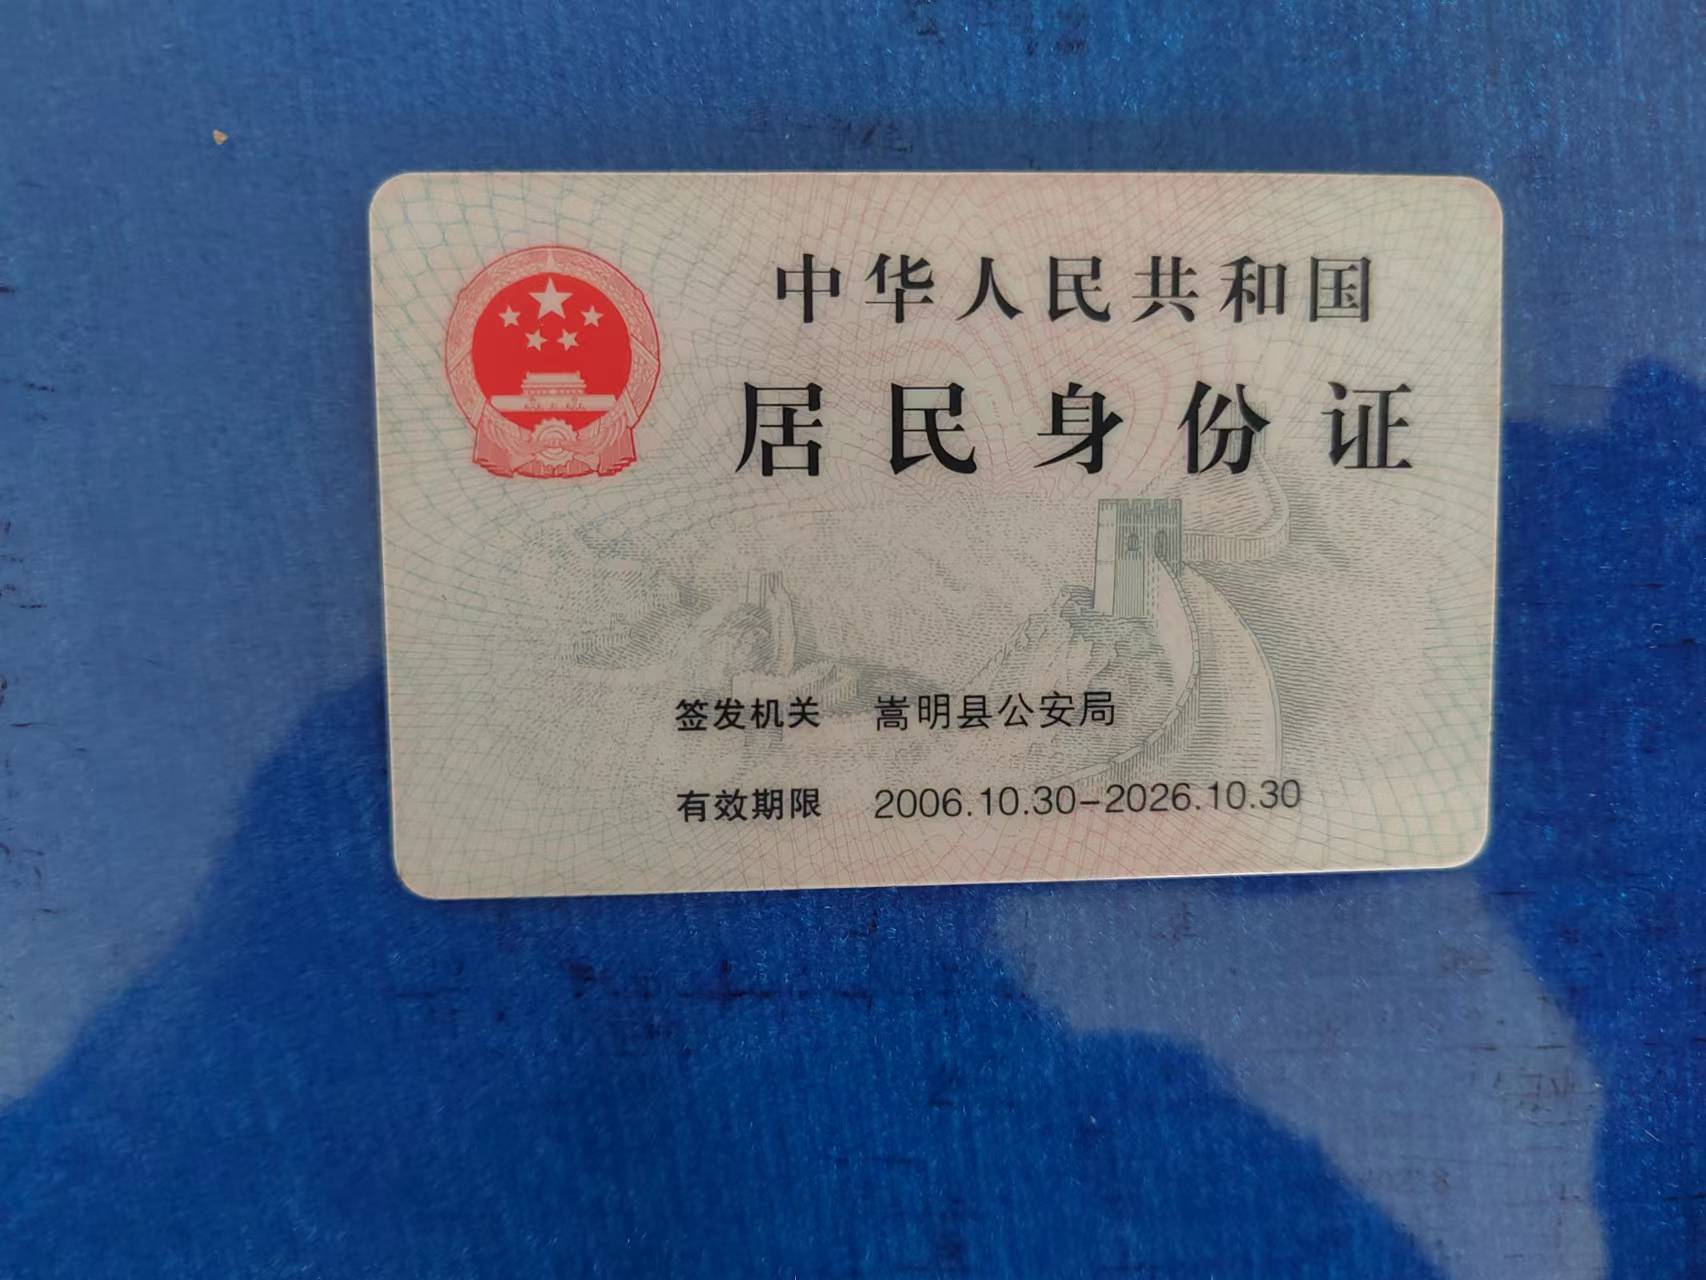 中华人民共和国
居民身份证
签发机关 嵩明县公安局
有效期限 2006.10.30-2026.10.30